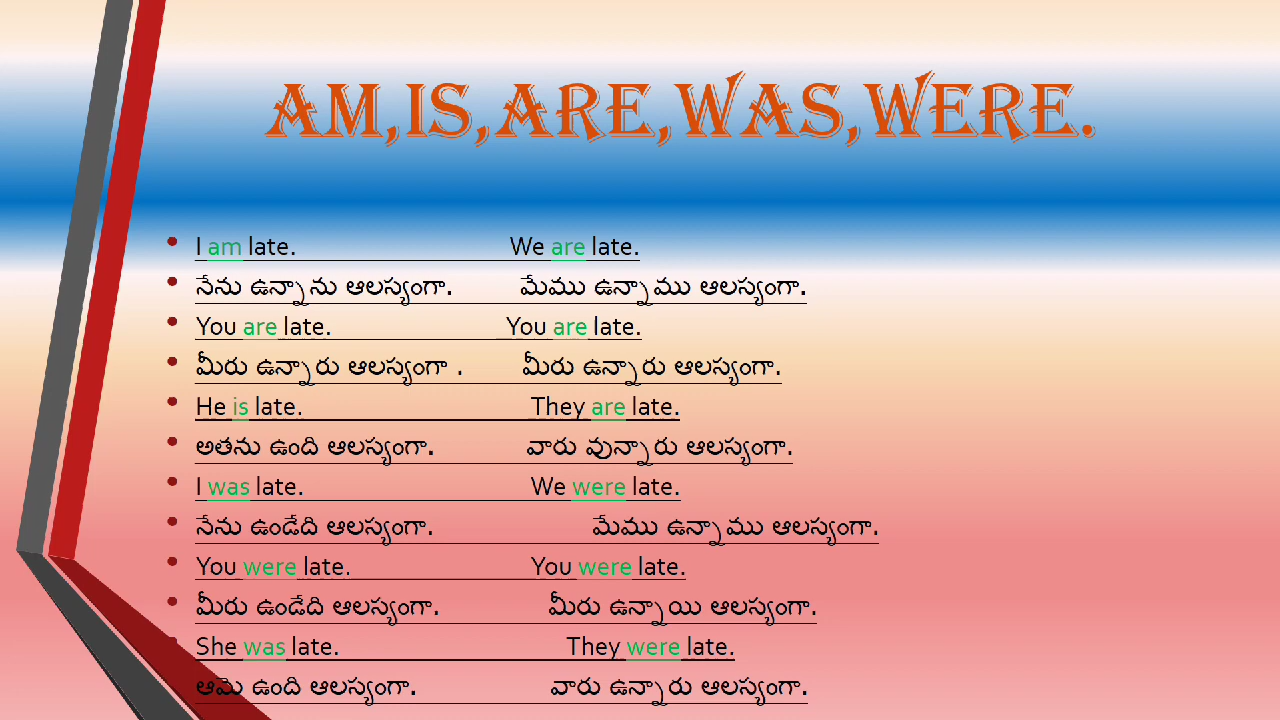 AM,IS,ARE,WAS,WERE.
I am late. We are late.
నేను ఉన్నాను ఆలస్యంగా. మేము ఉన్నాము ఆలస్యంగా.
You are late. You are late.
మీరు ఉన్నారు ఆలస్యంగా . మీరు ఉన్నారు ఆలస్యంగా.
He is late. They are late.
అతను ఉంది ఆలస్యంగా. వారు వున్నారు ఆలస్యంగా.
I was late. We were late.
నేను ఉండేది ఆలస్యంగా. మేము ఉన్నాము ఆలస్యంగా.
You were late. You were late.
మీరు ఉండేది ఆలస్యంగా. మీరు ఉన్నాయి ఆలస్యంగా.
She was late. They were late.
ఆమె ఉంది ఆలస్యంగా. వారు ఉన్నారు ఆలస్యంగా.